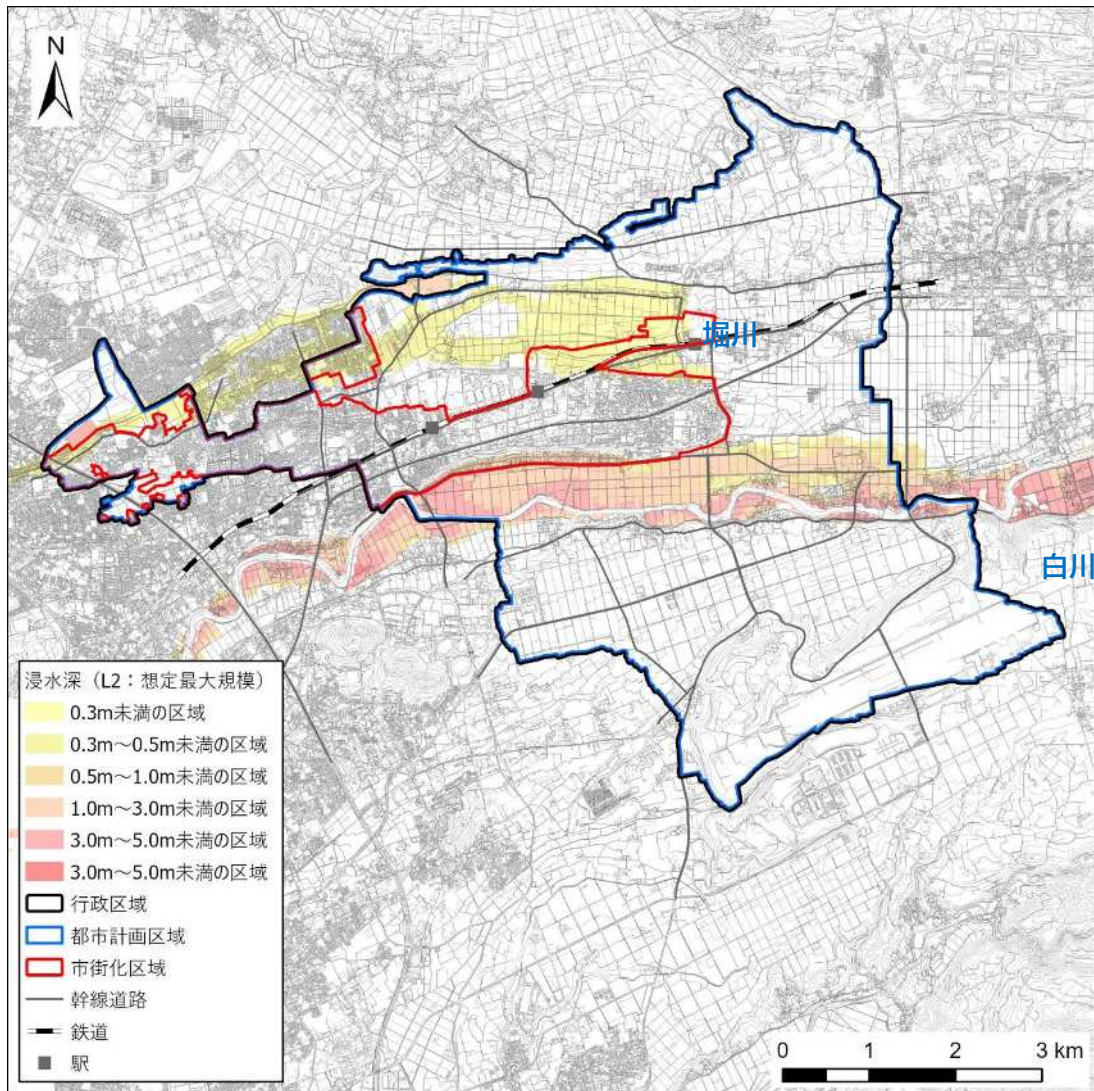 N
堀川
白川
浸水深（L2：想定最大規模）
0.3m未満の区域
0.3m～0.5m未満の区域
0.5m～1.0m未満の区域
1.0m～3.0m未満の区域
3.0m～5.0m未満の区域
3.0m～5.0m未満の区域
行政区域
都市計画区域
市街化区域
幹線道路
鉄道
駅
0 1 2 3 km